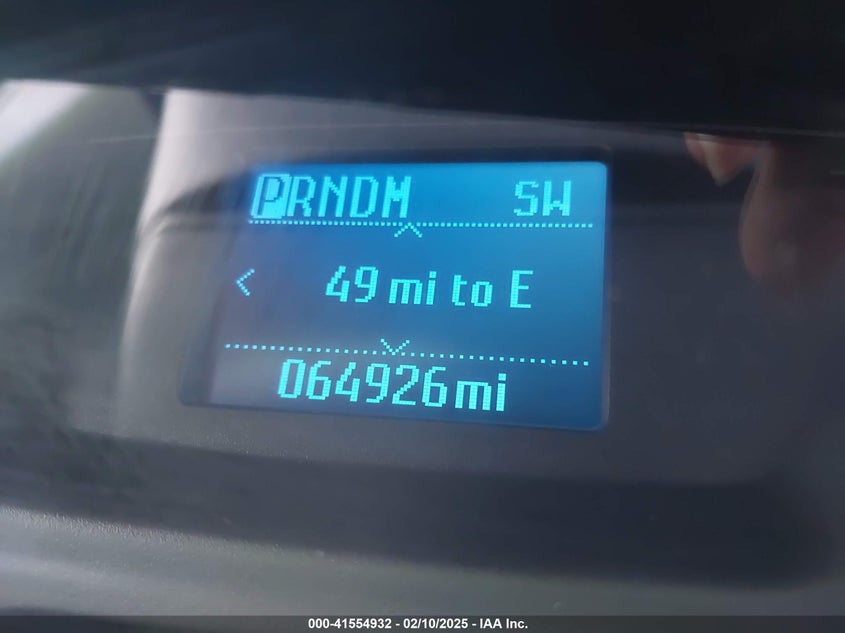 PRNDM SW
49 mi to E
064926mi
000-41554932 - 02/10/2025 - IAA Inc.